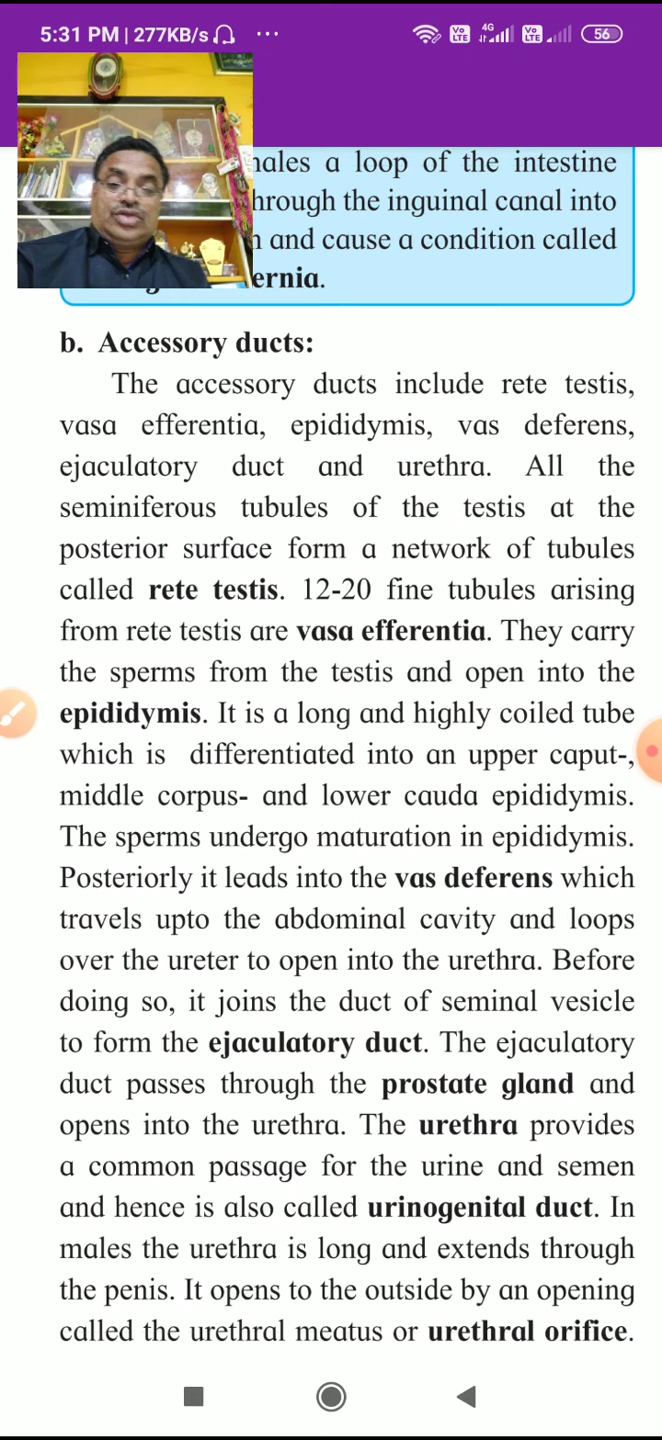 5:31 PM | 277KB/s ...
Vo LTE 4G Vo LTE 56
a loop of the intestine
through the inguinal canal into
and cause a condition called
b. Accessory ducts:
The accessory ducts include rete testis,
vasa efferentia, epididymis, vas deferens,
ejaculatory duct and urethra. All the
seminiferous tubules of the testis at the
posterior surface form a network of tubules
called rete testis. 12-20 fine tubules arising
from rete testis are vasa efferentia. They carry
the sperms from the testis and open into the
epididymis. It is a long and highly coiled tube
which is differentiated into an upper caput-,
middle corpus- and lower cauda epididymis.
The sperms undergo maturation in epididymis.
Posteriorly it leads into the vas deferens which
travels upto the abdominal cavity and loops
over the ureter to open into the urethra. Before
doing so, it joins the duct of seminal vesicle
to form the ejaculatory duct. The ejaculatory
duct passes through the prostate gland and
opens into the urethra. The urethra provides
a common passage for the urine and semen
and hence is also called urinogenital duct. In
males the urethra is long and extends through
the penis. It opens to the outside by an opening
called the urethral meatus or urethral orifice.